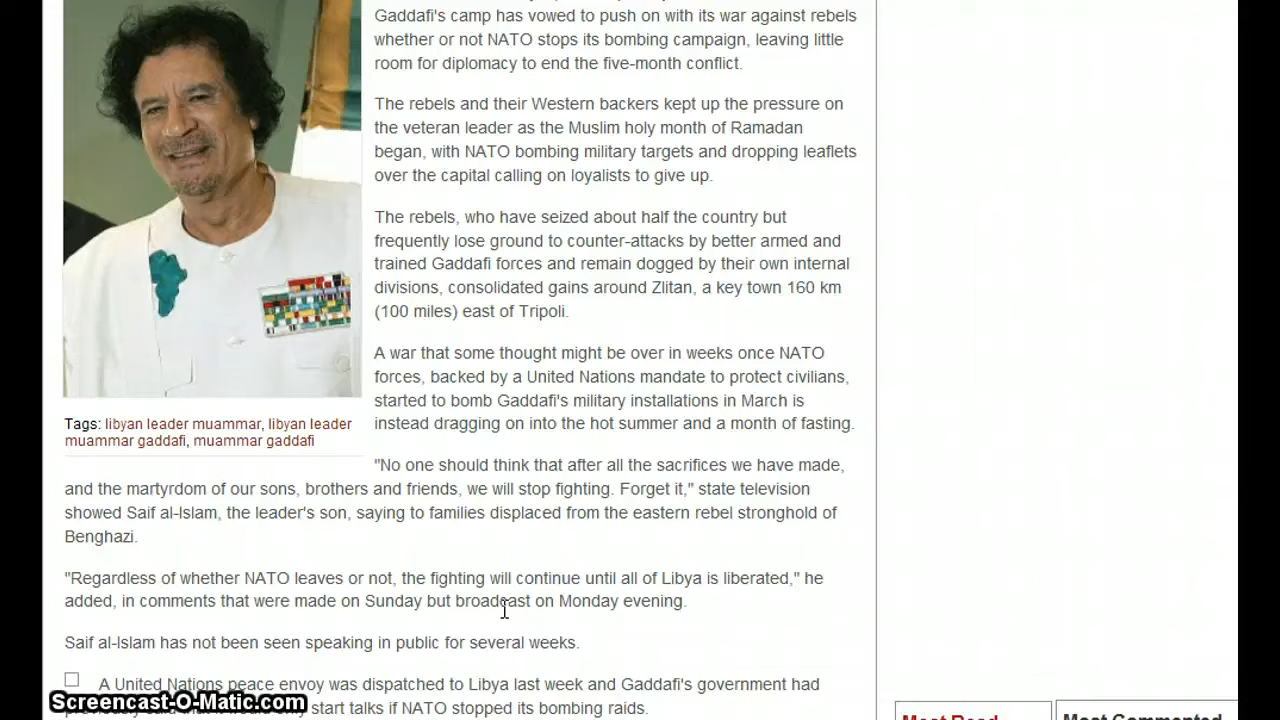 Gaddafi's camp has vowed to push on with its war against rebels
whether or not NATO stops its bombing campaign, leaving little
room for diplomacy to end the five-month conflict.
The rebels and their Western backers kept up the pressure on
the veteran leader as the Muslim holy month of Ramadan
began, with NATO bombing military targets and dropping leaflets
over the capital calling on loyalists to give up.
The rebels, who have seized about half the country but
frequently lose ground to counter-attacks by better armed and
trained Gaddafi forces and remain dogged by their own internal
divisions, consolidated gains around Zlitan, a key town 160 km
(100 miles) east of Tripoli.
A war that some thought might be over in weeks once NATO
forces, backed by a United Nations mandate to protect civilians,
started to bomb Gaddafi's military installations in March is
instead dragging on into the hot summer and a month of fasting.
Tags: libyan leader muammar, libyan leader
muammar gaddafi, muammar gaddafi
"No one should think that after all the sacrifices we have made,
and the martyrdom of our sons, brothers and friends, we will stop fighting. Forget it," state television
showed Saif al-Islam, the leader's son, saying to families displaced from the eastern rebel stronghold of
Benghazi.
"Regardless of whether NATO leaves or not, the fighting will continue until all of Libya is liberated," he
added, in comments that were made on Sunday but broadcast on Monday evening.
Saif al-Islam has not been seen speaking in public for several weeks.
A United Nations peace envoy was dispatched to Libya last week and Gaddafi's government had
start talks if NATO stopped its bombing raids.
Screencast-O-Matic.com
Most Read
Most Commented